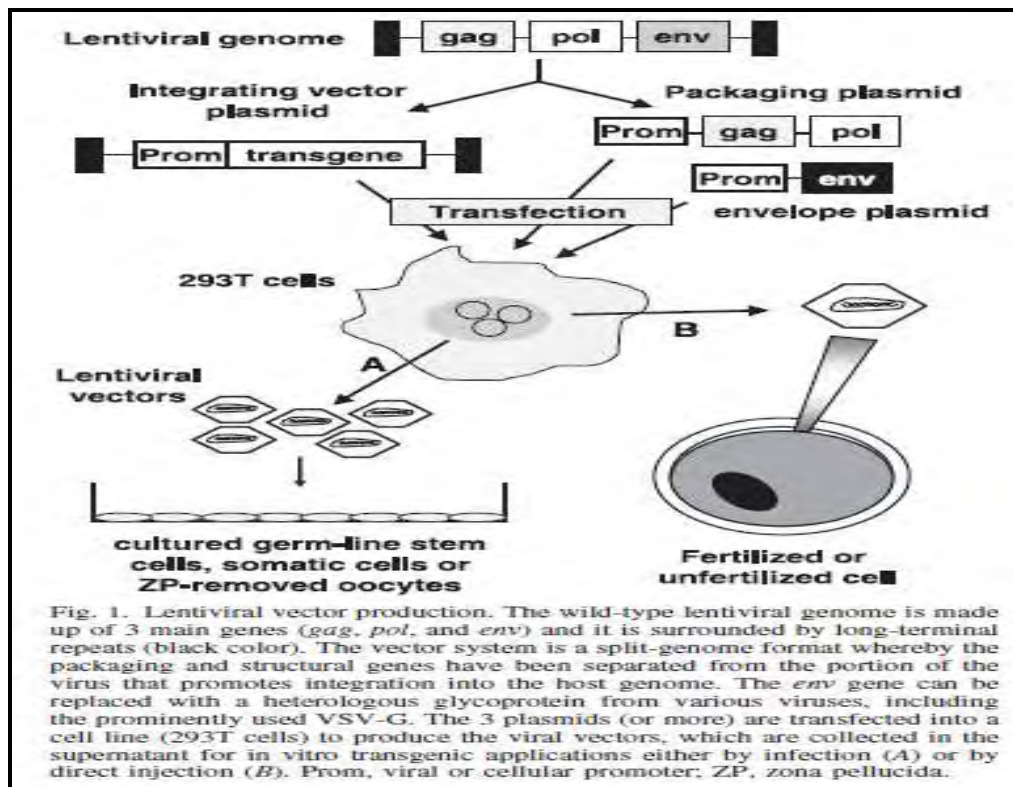 Lentiviral genome gag pol env
Integrating vector plasmid
Packaging plasmid
Prom transgene
Prom gag pol
Prom env
envelope plasmid
Transfection
293T cells
A
B
Lentiviral
vectors
cultured germ-line stem
cells, somatic cells or
ZP-removed oocytes
Fertilized or
unfertilized cell
Fig. 1. Lentiviral vector production. The wild-type lentiviral genome is made
up of 3 main genes (gag, pol, and env) and it is surrounded by long-terminal
repeats (black color). The vector system is a split-genome format whereby the
packaging and structural genes have been separated from the portion of the
virus that promotes integration into the host genome. The env gene can be
replaced with a heterologous glycoprotein from various viruses, including
the prominently used VSV-G. The 3 plasmids (or more) are transfected into a
cell line (293T cells) to produce the viral vectors, which are collected in the
supernatant for in vitro transgenic applications either by infection (A) or by
direct injection (B). Prom, viral or cellular promoter; ZP, zona pellucida.